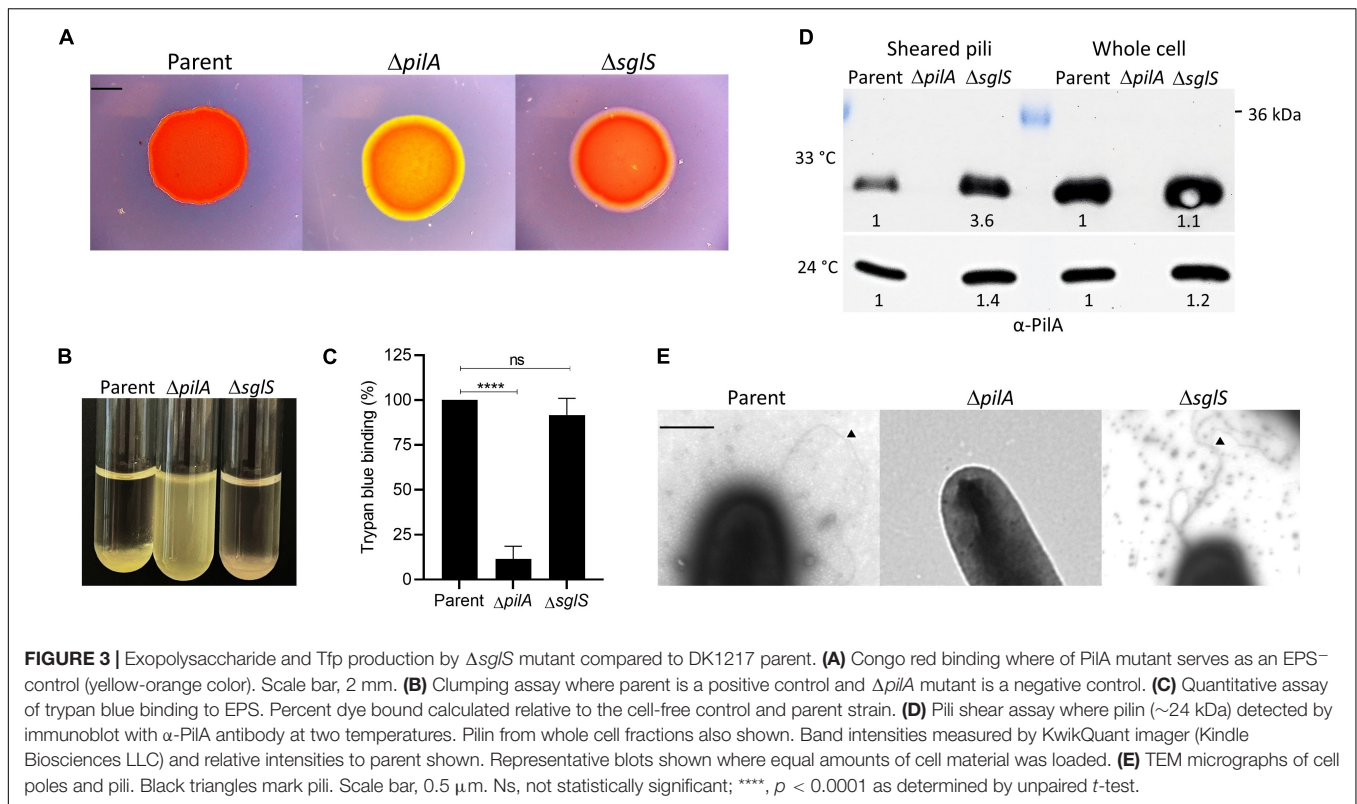 A
Parent
ΔpilA
ΔsglS
D
Sheared pili
Whole cell
Parent ΔpilA ΔsglS
Parent ΔpilA ΔsglS
36 kDa
33 °C
1
3.6
1
1.1
24 °C
1
1.4
1
1.2
α-PilA
B
Parent ΔpilA ΔsglS
C
Trypan blue binding (%)
125
100
75
50
25
0
ns
****
Parent ΔpilA ΔsglS
E
Parent
ΔpilA
ΔsglS
FIGURE 3 | Exopolysaccharide and Tfp production by ΔsglS mutant compared to DK1217 parent. (A) Congo red binding where of PilA mutant serves as an EPS⁻
control (yellow-orange color). Scale bar, 2 mm. (B) Clumping assay where parent is a positive control and ΔpilA mutant is a negative control. (C) Quantitative assay
of trypan blue binding to EPS. Percent dye bound calculated relative to the cell-free control and parent strain. (D) Pili shear assay where pilin (∼24 kDa) detected by
immunoblot with α-PilA antibody at two temperatures. Pilin from whole cell fractions also shown. Band intensities measured by KwikQuant imager (Kindle
Biosciences LLC) and relative intensities to parent shown. Representative blots shown where equal amounts of cell material was loaded. (E) TEM micrographs of cell
poles and pili. Black triangles mark pili. Scale bar, 0.5 μm. Ns, not statistically significant; ****, p < 0.0001 as determined by unpaired t-test.